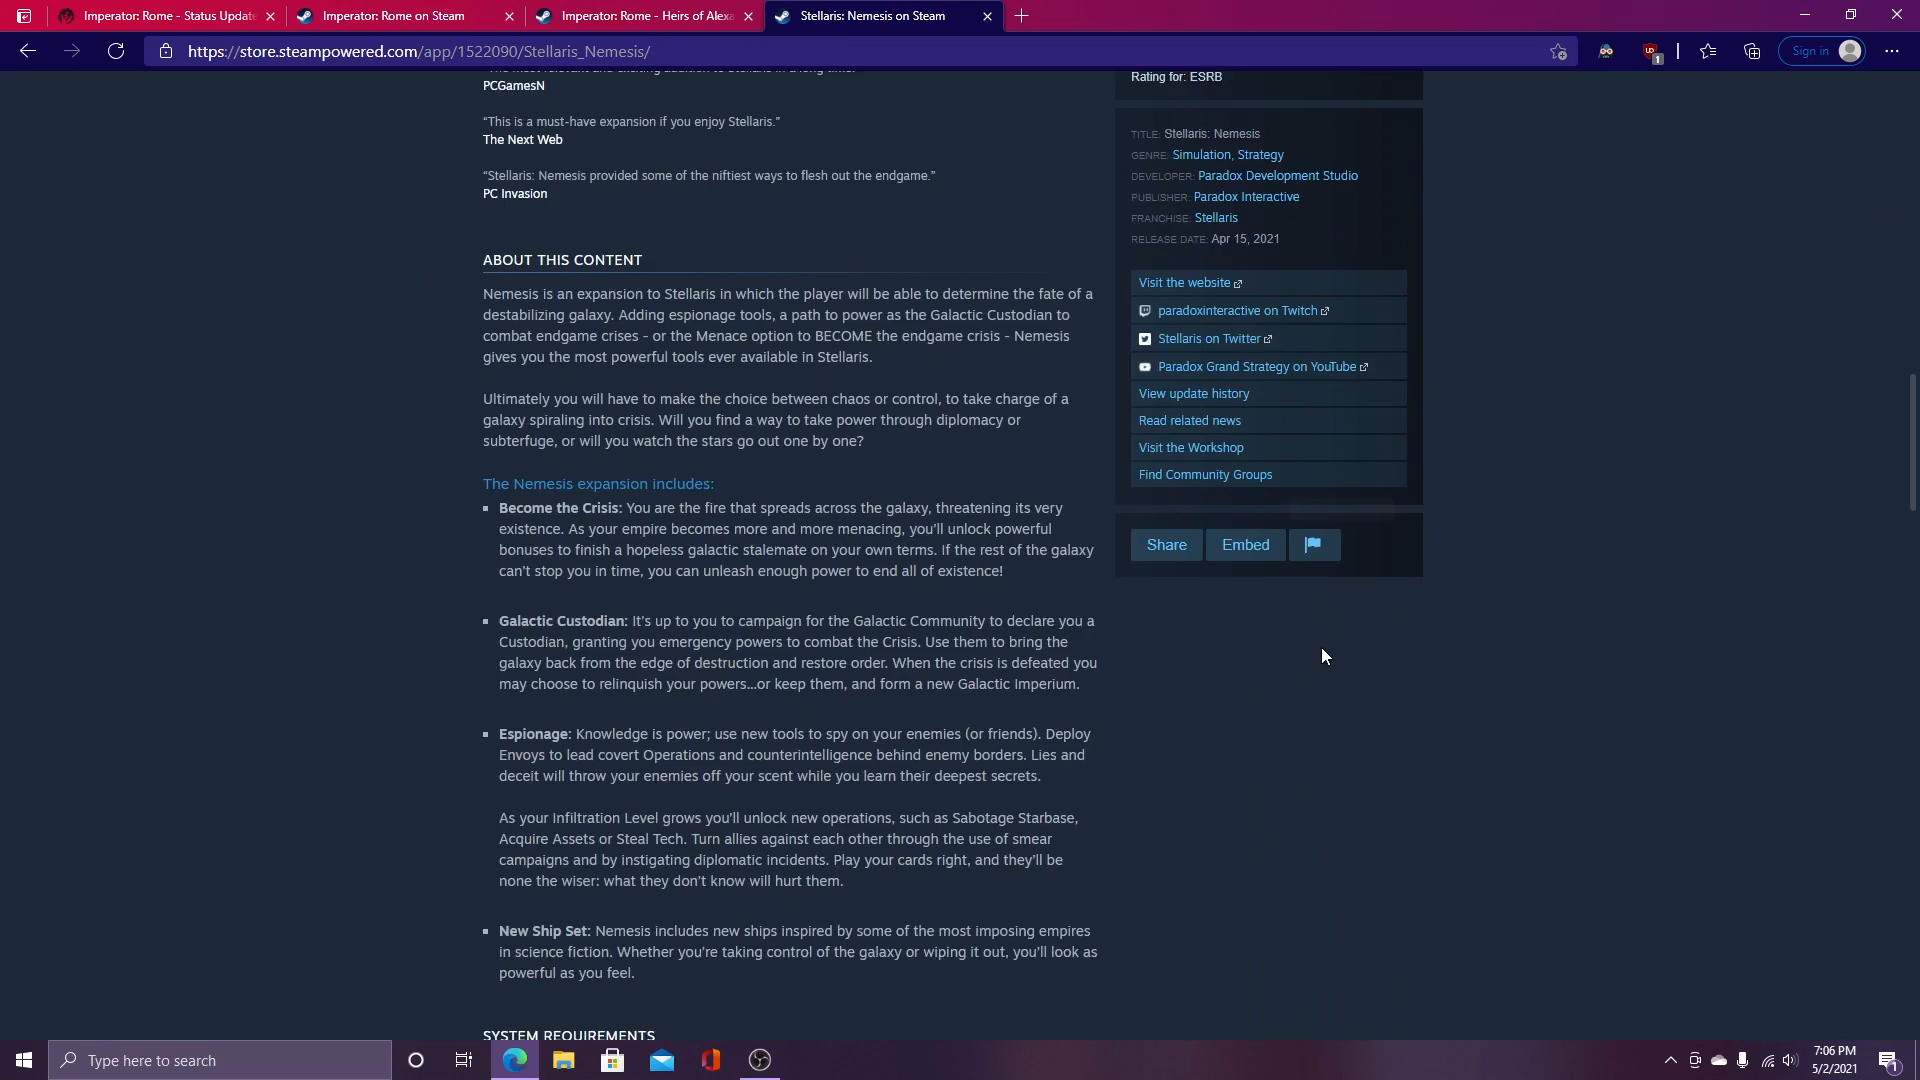 Imperator: Rome - Status Update
Imperator: Rome on Steam
Imperator: Rome - Heirs of Alexa
Stellaris: Nemesis on Steam
https://store.steampowered.com/app/1522090/Stellaris_Nemesis/
Sign in
PCGamesN
“This is a must-have expansion if you enjoy Stellaris.”
The Next Web
“Stellaris: Nemesis provided some of the niftiest ways to flesh out the endgame.”
PC Invasion
ABOUT THIS CONTENT
Nemesis is an expansion to Stellaris in which the player will be able to determine the fate of a
destabilizing galaxy. Adding espionage tools, a path to power as the Galactic Custodian to
combat endgame crises - or the Menace option to BECOME the endgame crisis - Nemesis
gives you the most powerful tools ever available in Stellaris.
Ultimately you will have to make the choice between chaos or control, to take charge of a
galaxy spiraling into crisis. Will you find a way to take power through diplomacy or
subterfuge, or will you watch the stars go out one by one?
The Nemesis expansion includes:
Become the Crisis: You are the fire that spreads across the galaxy, threatening its very
existence. As your empire becomes more and more menacing, you’ll unlock powerful
bonuses to finish a hopeless galactic stalemate on your own terms. If the rest of the galaxy
can’t stop you in time, you can unleash enough power to end all of existence!
Galactic Custodian: It’s up to you to campaign for the Galactic Community to declare you a
Custodian, granting you emergency powers to combat the Crisis. Use them to bring the
galaxy back from the edge of destruction and restore order. When the crisis is defeated you
may choose to relinquish your powers...or keep them, and form a new Galactic Imperium.
Espionage: Knowledge is power; use new tools to spy on your enemies (or friends). Deploy
Envoys to lead covert Operations and counterintelligence behind enemy borders. Lies and
deceit will throw your enemies off your scent while you learn their deepest secrets.
As your Infiltration Level grows you’ll unlock new operations, such as Sabotage Starbase,
Acquire Assets or Steal Tech. Turn allies against each other through the use of smear
campaigns and by instigating diplomatic incidents. Play your cards right, and they’ll be
none the wiser: what they don’t know will hurt them.
New Ship Set: Nemesis includes new ships inspired by some of the most imposing empires
in science fiction. Whether you’re taking control of the galaxy or wiping it out, you’ll look as
powerful as you feel.
SYSTEM REQUIREMENTS
Rating for: ESRB
TITLE: Stellaris: Nemesis
GENRE: Simulation, Strategy
DEVELOPER: Paradox Development Studio
PUBLISHER: Paradox Interactive
FRANCHISE: Stellaris
RELEASE DATE: Apr 15, 2021
Visit the website
paradoxinteractive on Twitch
Stellaris on Twitter
Paradox Grand Strategy on YouTube
View update history
Read related news
Visit the Workshop
Find Community Groups
Share
Embed
Type here to search
7:06 PM
5/2/2021
1